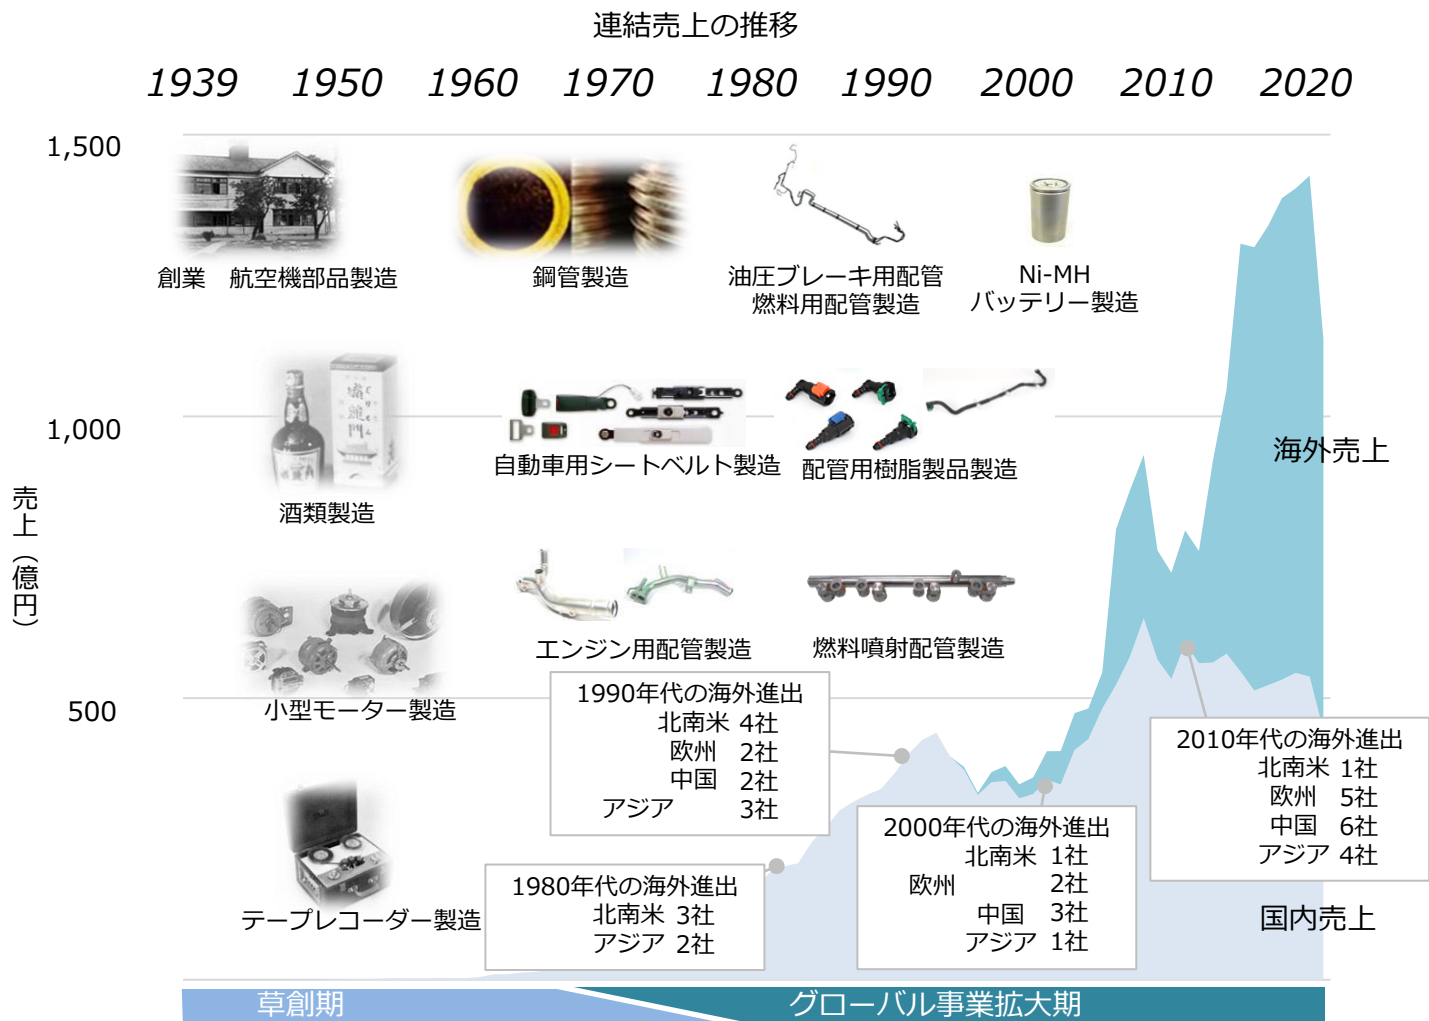 連結売上の推移
1939 1950 1960 1970 1980 1990 2000 2010 2020
1,500
1,000
500
売上（億円）
創業　航空機部品製造
鋼管製造
油圧ブレーキ用配管
燃料用配管製造
Ni-MH
バッテリー製造
酒類製造
自動車用シートベルト製造
配管用樹脂製品製造
海外売上
小型モーター製造
エンジン用配管製造
燃料噴射配管製造
テープレコーダー製造
1980年代の海外進出
北南米 3社
アジア 2社
1990年代の海外進出
北南米 4社
欧州 2社
中国 2社
アジア 3社
2000年代の海外進出
北南米 1社
欧州 2社
中国 3社
アジア 1社
2010年代の海外進出
北南米 1社
欧州 5社
中国 6社
アジア 4社
国内売上
草創期
グローバル事業拡大期